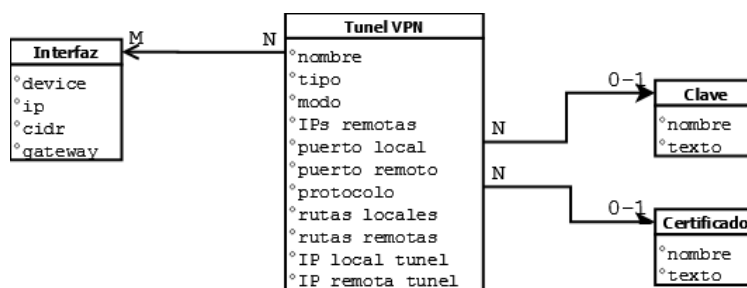 Interfaz
device
ip
cidr
gateway
M
N
Tunel VPN
nombre
tipo
modo
IPs remotas
puerto local
puerto remoto
protocolo
rutas locales
rutas remotas
IP local tunel
IP remota tunel
N
0-1
Clave
nombre
texto
N
0-1
Certificado
nombre
texto